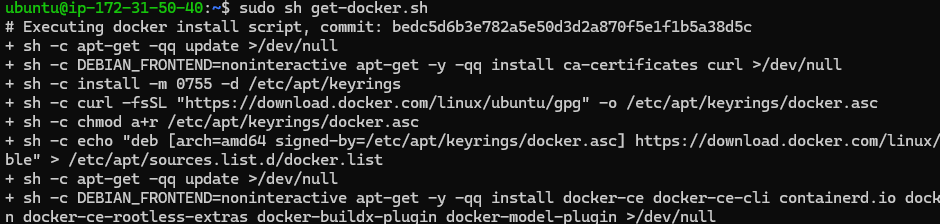 ubuntu@ip-172-31-50-40:~$ sudo sh get-docker.sh
# Executing docker install script, commit: bedc5d6b3e782a5e50d3d2a870f5e1f1b5a38d5c
+ sh -c apt-get -qq update >/dev/null
+ sh -c DEBIAN_FRONTEND=noninteractive apt-get -y -qq install ca-certificates curl >/dev/null
+ sh -c install -m 0755 -d /etc/apt/keyrings
+ sh -c curl -fsSL "https://download.docker.com/linux/ubuntu/gpg" -o /etc/apt/keyrings/docker.asc
+ sh -c chmod a+r /etc/apt/keyrings/docker.asc
+ sh -c echo "deb [arch=amd64 signed-by=/etc/apt/keyrings/docker.asc] https://download.docker.com/linux/
ble" > /etc/apt/sources.list.d/docker.list
+ sh -c apt-get -qq update >/dev/null
+ sh -c DEBIAN_FRONTEND=noninteractive apt-get -y -qq install docker-ce docker-ce-cli containerd.io dock
n docker-ce-rootless-extras docker-buildx-plugin docker-model-plugin >/dev/null